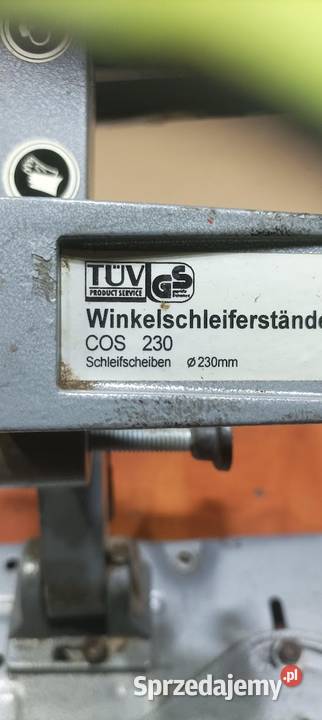 TÜV
PRODUCT SERVICE
GS
Winkelschleiferstände
COS 230
Schleifscheiben ø230mm
Sprzedajemy.pl